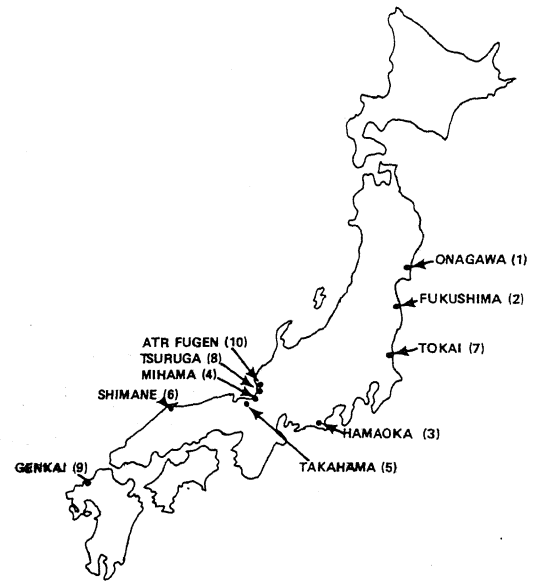 ONAGAWA (1)
FUKUSHIMA (2)
ATR FUGEN (10)
TSURUGA (8)
TOKAI (7)
MIHAMA (4)
SHIMANE (6)
HAMAOKA (3)
GENKAI (9)
TAKAHAMA (5)